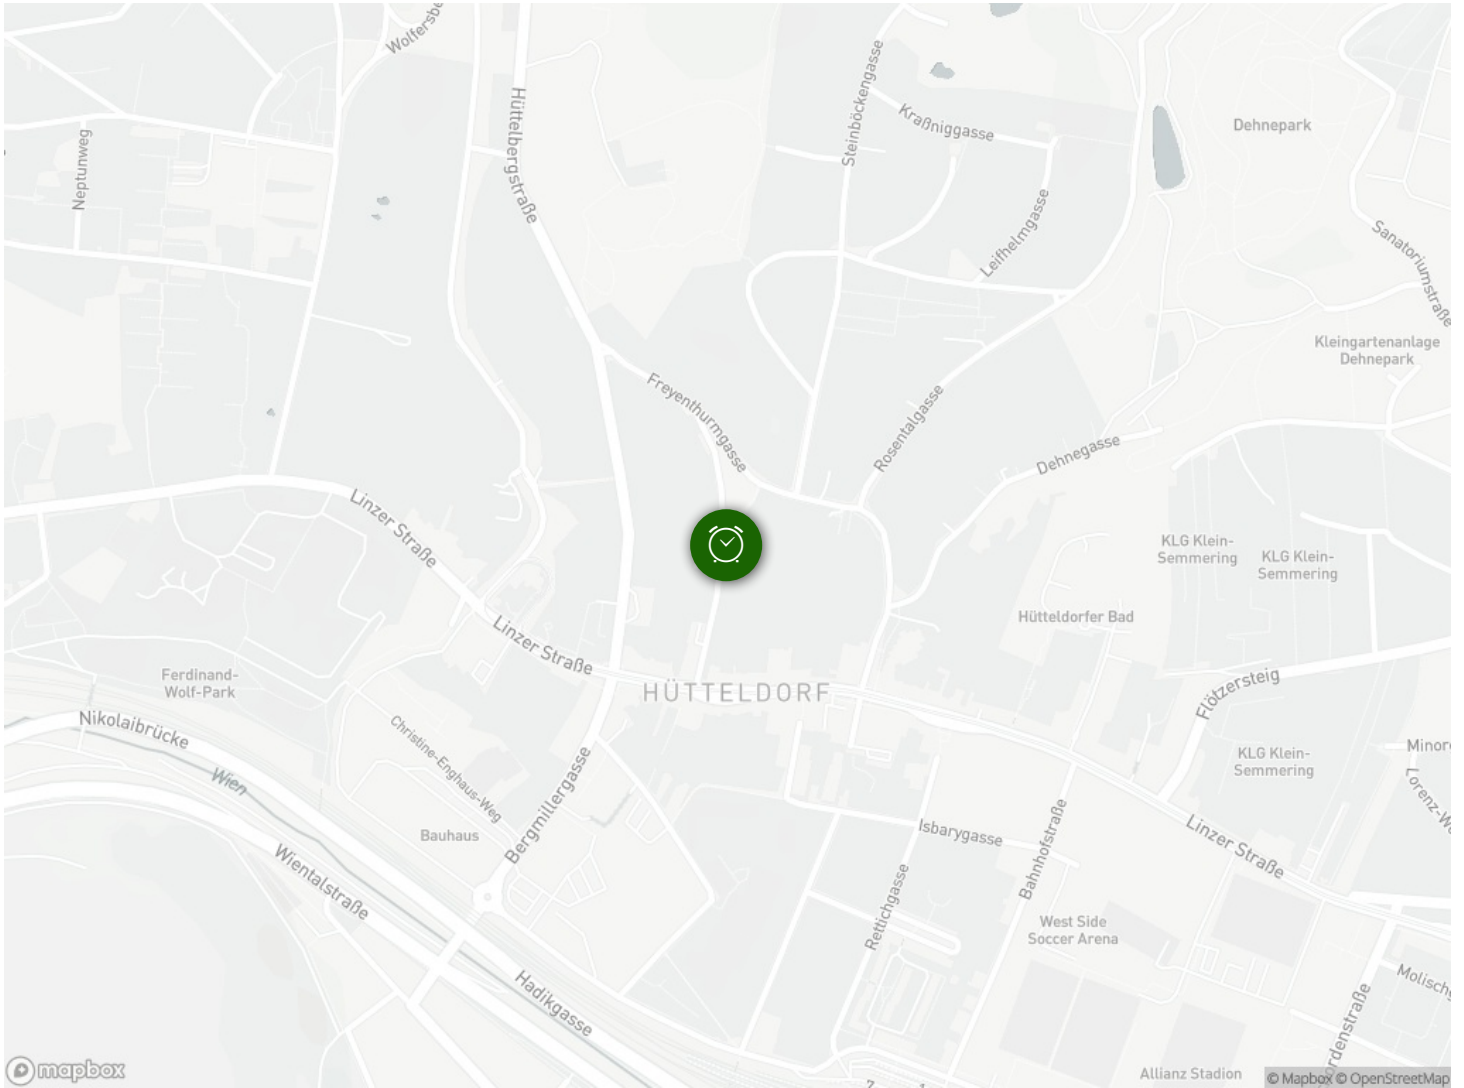 Wolfersbe
Neptunweg
Hüttelbergstraße
Steinböckengasse
Kraßniggasse
Dehnepark
Leifhelmgasse
Sanatoriumstraße
Kleingartenanlage
Dehnepark
Freyenthurmgasse
Rosentalgasse
Dehnegasse
Linzer Straße
KLG Klein-
Semmering
KLG Klein-
Semmering
Hütteldorfer Bad
Linzer Straße
Ferdinand-
Wolf-Park
HÜTTELDORF
Flötzersteig
Nikolaibrücke
Wien
Christine-Enghaus-Weg
Bergmillergasse
Bauhaus
KLG Klein-
Semmering
Minor
Lorenz-W
Isbarygasse
Bahnhofstraße
Linzer Straße
Wientalstraße
Rettichgasse
West Side
Soccer Arena
Hadikgasse
Molischg
ordenstraße
Allianz Stadion
mapbox
© Mapbox © OpenStreetMap